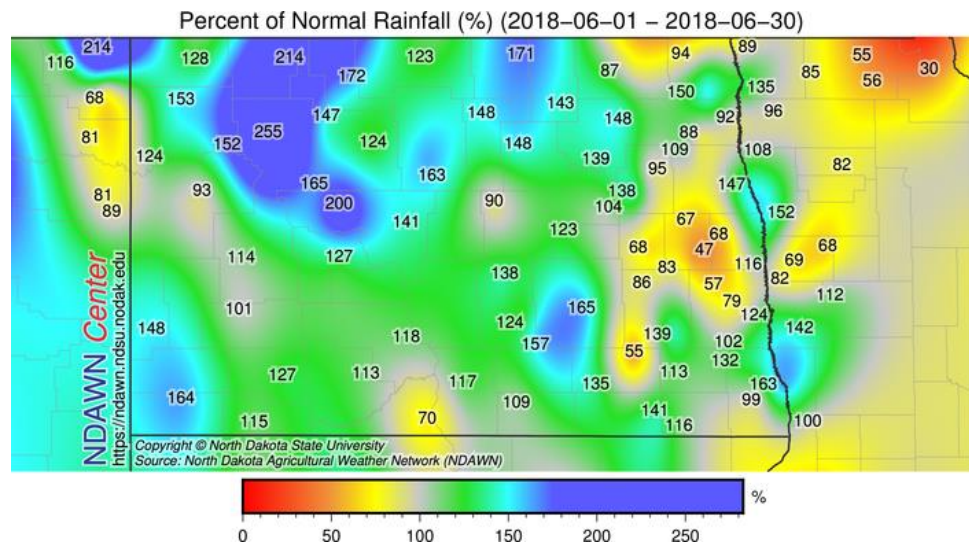 Percent of Normal Rainfall (%) (2018-06-01 - 2018-06-30)
214 128 214 172 123 171 87 94 89 85 55 56 30
116
68 153 147 148 143 148 150 135 92 96
81 124 152 255 124 163 148 139 109 88 95 108 82
81 89 93 165 200 141 90 138 104 147 152
114 127 123 67 68 47 68 116 69 68
101 138 165 83 86 57 79 82 112
148 118 124 157 55 139 102 132 124 142
164 127 113 117 109 135 113 163 99
115 70 141 116 100
NDAWN Center
https://ndawn.ndsu.nodak.edu
Copyright © North Dakota State University
Source: North Dakota Agricultural Weather Network (NDAWN)
%
0 50 100 150 200 250